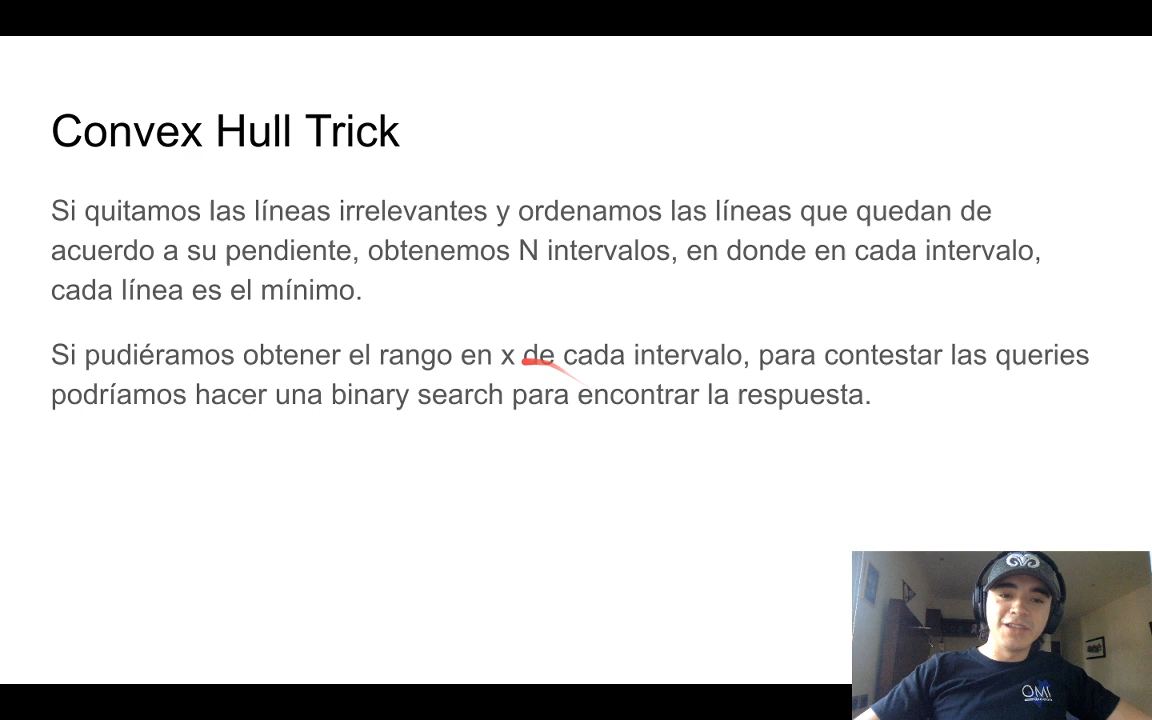 Convex Hull Trick
Si quitamos las líneas irrelevantes y ordenamos las líneas que quedan de
acuerdo a su pendiente, obtenemos N intervalos, en donde en cada intervalo,
cada línea es el mínimo.
Si pudiéramos obtener el rango en x de cada intervalo, para contestar las queries
podríamos hacer una binary search para encontrar la respuesta.
OMI